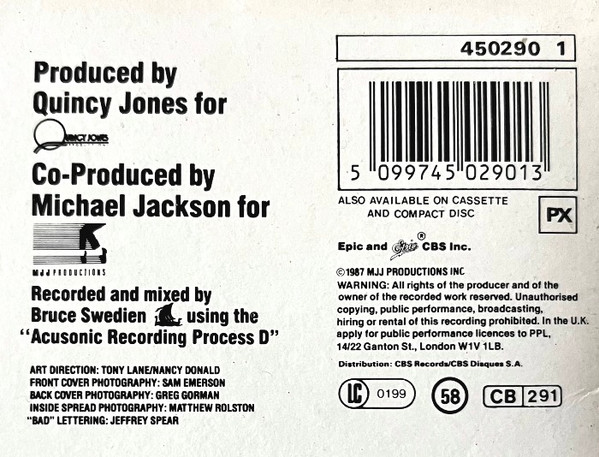 Produced by
Quincy Jones for
QUINCY JONES
Co-Produced by
Michael Jackson for
MJJ PRODUCTIONS
Recorded and mixed by
Bruce Swedien using the
“Acusonic Recording Process D”
ART DIRECTION: TONY LANE/NANCY DONALD
FRONT COVER PHOTOGRAPHY: SAM EMERSON
BACK COVER PHOTOGRAPHY: GREG GORMAN
INSIDE SPREAD PHOTOGRAPHY: MATTHEW ROLSTON
"BAD" LETTERING: JEFFREY SPEAR
450290 1
5 099745 029013
ALSO AVAILABLE ON CASSETTE
AND COMPACT DISC
PX
Epic and Epic ® CBS Inc.
©1987 MJJ PRODUCTIONS INC
WARNING: All rights of the producer and of the
owner of the recorded work reserved. Unauthorised
copying, public performance, broadcasting,
hiring or rental of this recording prohibited. In the U.K.
apply for public performance licences to PPL,
14/22 Ganton St., London W1V 1LB.
Distribution: CBS Records/CBS Disques S.A.
LC 0199
58
CB 291